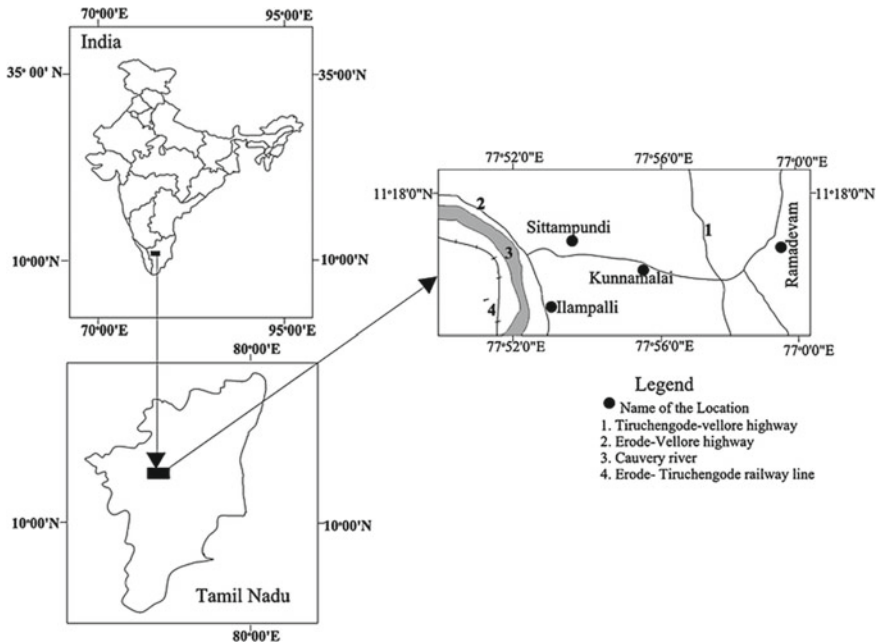 70°00'E
95°00'E
India
35° 00' N
35°00'N
10°00'N
10°00'N
70°00'E
95°00'E
80°00'E
10°00'N
10°00'N
Tamil Nadu
80°00'E
77°52'0"E
77°56'0"E
77°0'0"E
11°18'0"N
11°18'0"N
2
Sittampundi
1
3
Kunnamalai
Ramadevam
4
Ilampalli
77°52'0"E
77°56'0"E
77°0'0"E
Legend
Name of the Location
1. Tiruchengode-vellore highway
2. Erode-Vellore highway
3. Cauvery river
4. Erode- Tiruchengode railway line